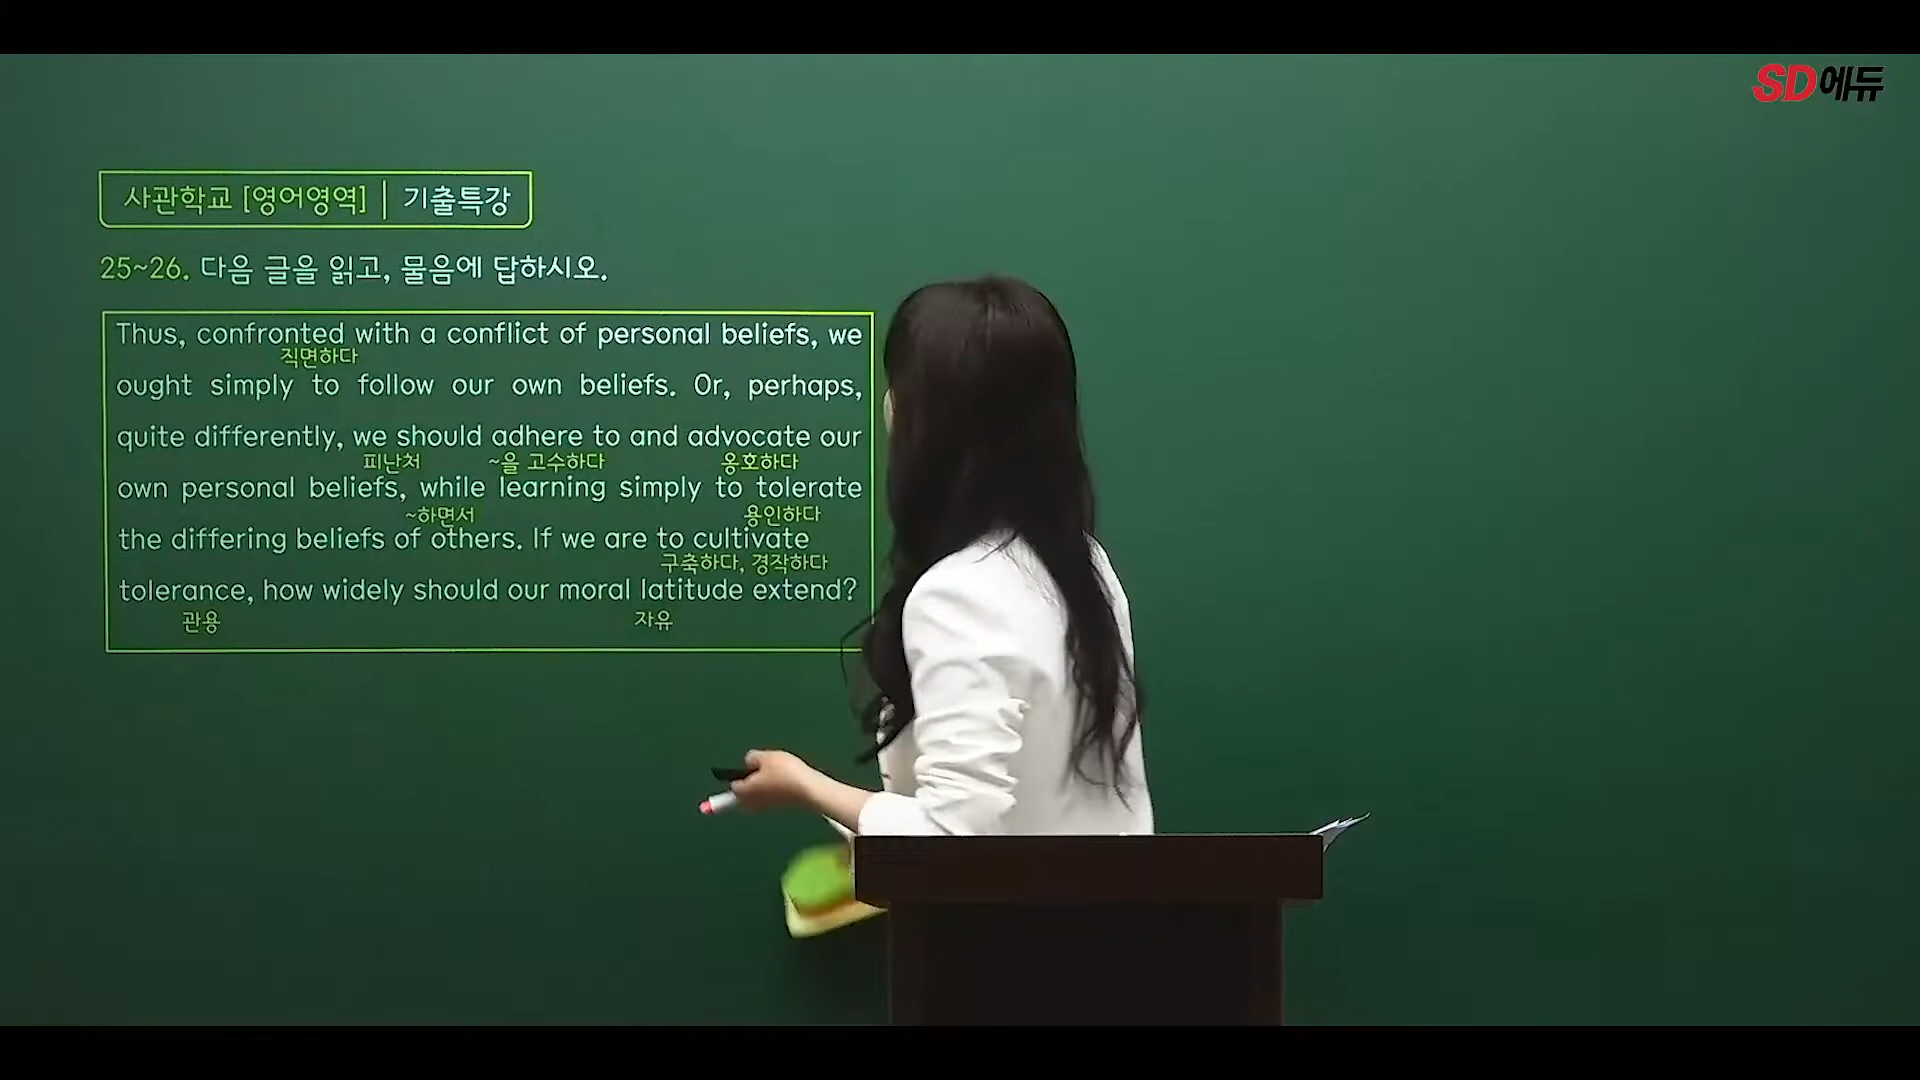 SD에듀
사관학교 [영어영역] | 기출특강
25~26. 다음 글을 읽고, 물음에 답하시오.
Thus, confronted with a conflict of personal beliefs, we
직면하다
ought simply to follow our own beliefs. Or, perhaps,
quite differently, we should adhere to and advocate our
피난처 ~을 고수하다 옹호하다
own personal beliefs, while learning simply to tolerate
~하면서 용인하다
the differing beliefs of others. If we are to cultivate
구축하다, 경작하다
tolerance, how widely should our moral latitude extend?
관용 자유